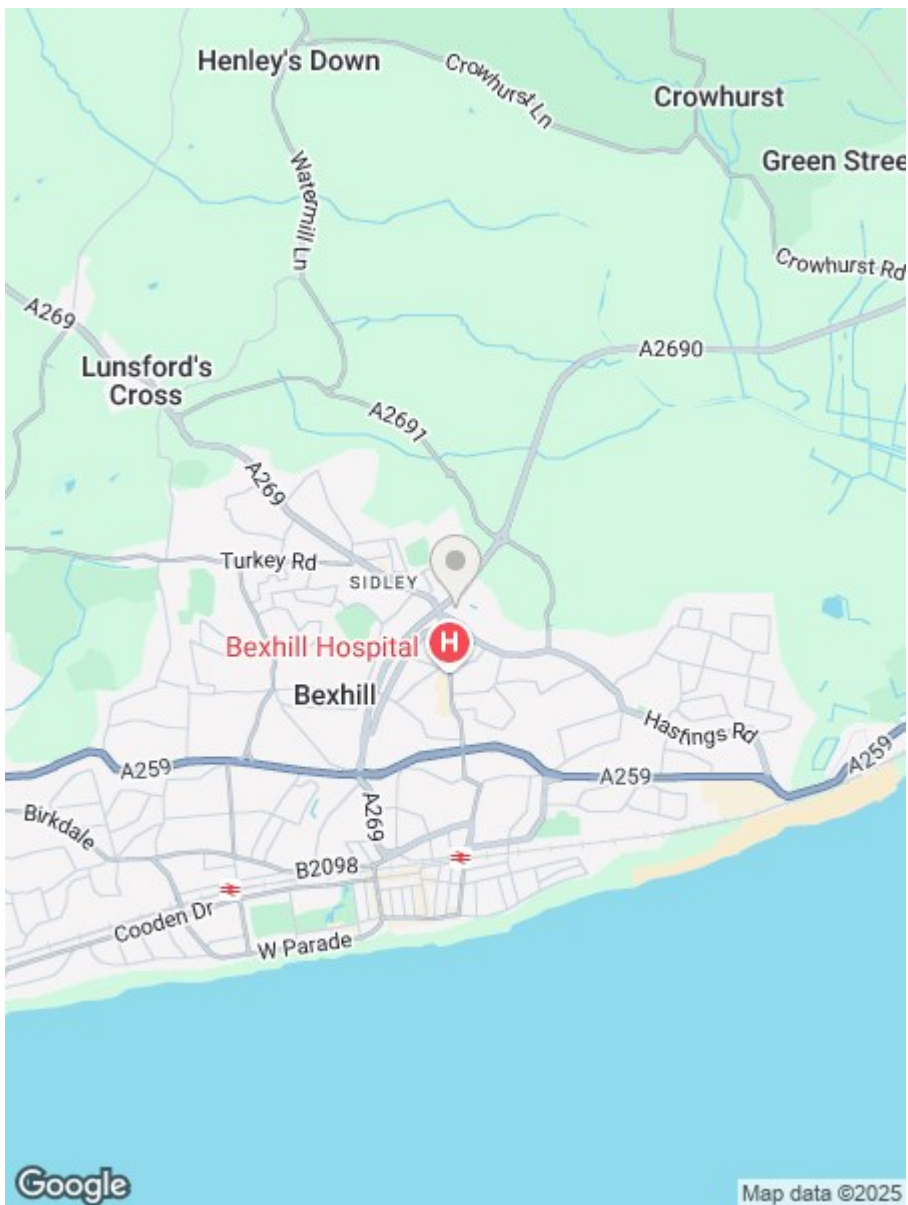 Henley's Down
Crowhurst Ln
Crowhurst
Green Stree
Watermill Ln
Crowhurst Rd
A269
A2690
Lunsford's
Cross
A2691
A269
Turkey Rd
SIDLEY
Bexhill Hospital
H
Bexhill
Hastings Rd
A259
A259
A259
A269
Birkdale
B2098
Cooden Dr
W Parade
Google
Map data ©2025